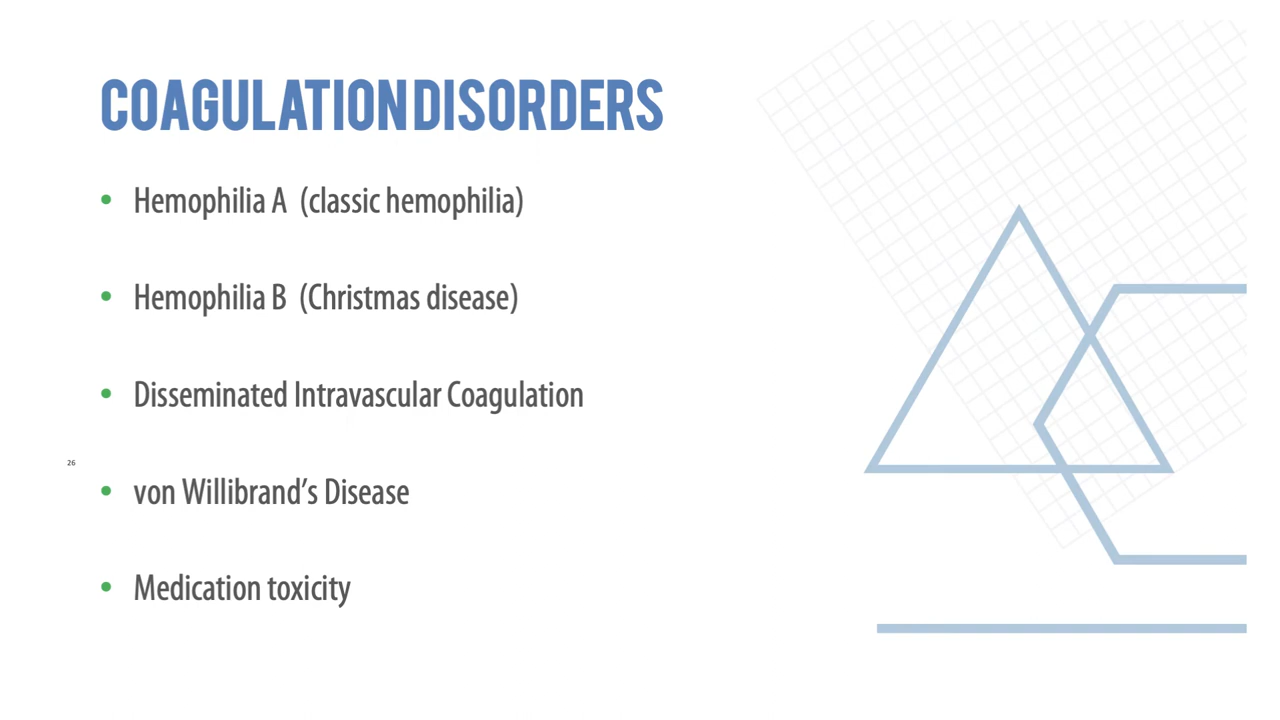 COAGULATION DISORDERS
• Hemophilia A (classic hemophilia)
• Hemophilia B (Christmas disease)
• Disseminated Intravascular Coagulation
26
• von Willibrand’s Disease
• Medication toxicity